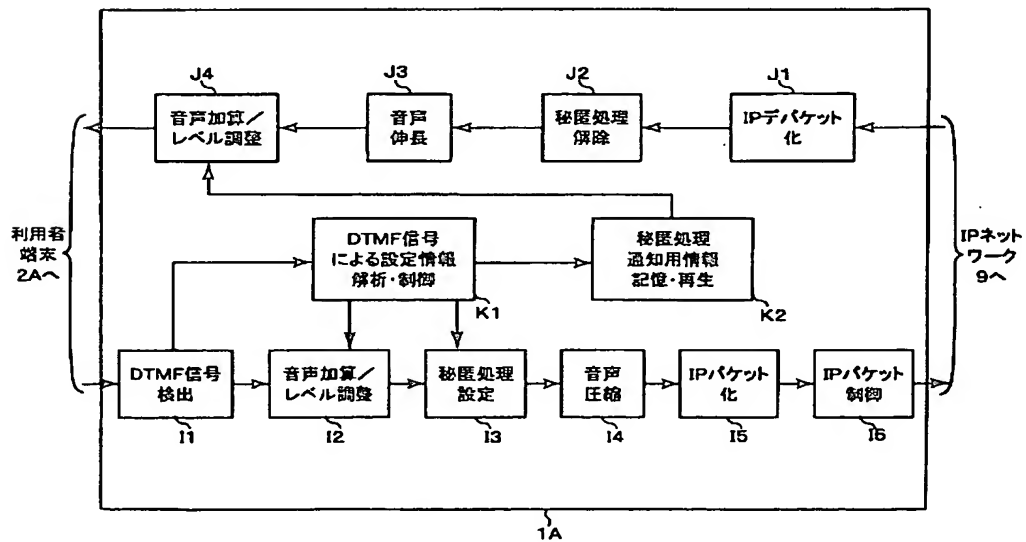 J4
J3
J2
J1
音声加算／
レベル調整
音声
伸長
秘匿処理
解除
IPデパケット
化
利用者
端末
2Aへ
DTMF信号
による設定情報
解析・制御
K1
秘匿処理
通知用情報
記憶・再生
K2
IPネット
ワーク
9へ
DTMF信号
検出
I1
音声加算／
レベル調整
I2
秘匿処理
設定
I3
音声
圧縮
I4
IPパケット
化
I5
IPパケット
制御
I6
1A